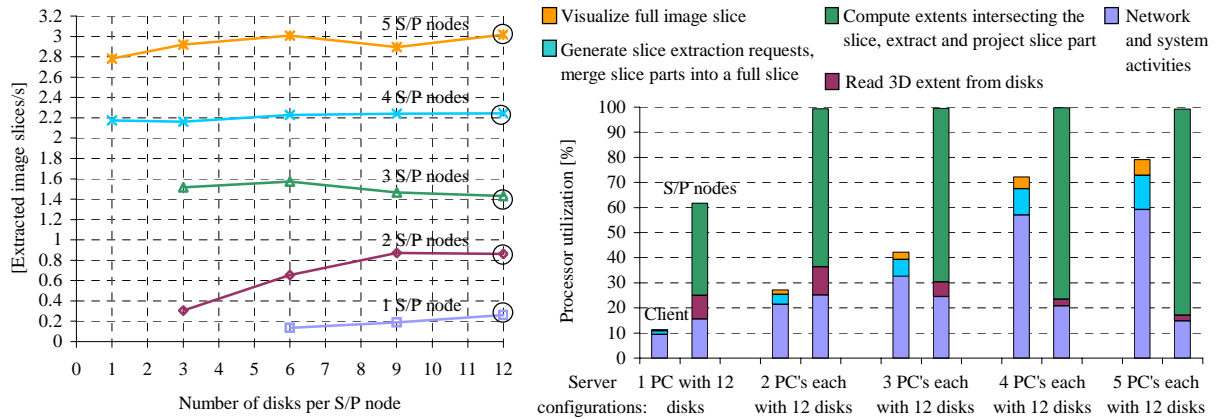 [Extracted image slices/s]
3.2
3
2.8
2.6
2.4
2.2
2
1.8
1.6
1.4
1.2
1
0.8
0.6
0.4
0.2
0
5 S/P nodes
4 S/P nodes
3 S/P nodes
2 S/P nodes
1 S/P node
0 1 2 3 4 5 6 7 8 9 10 11 12
Number of disks per S/P node
Visualize full image slice
Generate slice extraction requests,
merge slice parts into a full slice
Compute extents intersecting the
slice, extract and project slice part
Read 3D extent from disks
Network
and system
activities
Processor utilization [%]
100
90
80
70
60
50
40
30
20
10
0
S/P nodes
Client
Server
configurations:
1 PC with 12
disks
2 PC's each
with 12 disks
3 PC's each
with 12 disks
4 PC's each
with 12 disks
5 PC's each
with 12 disks